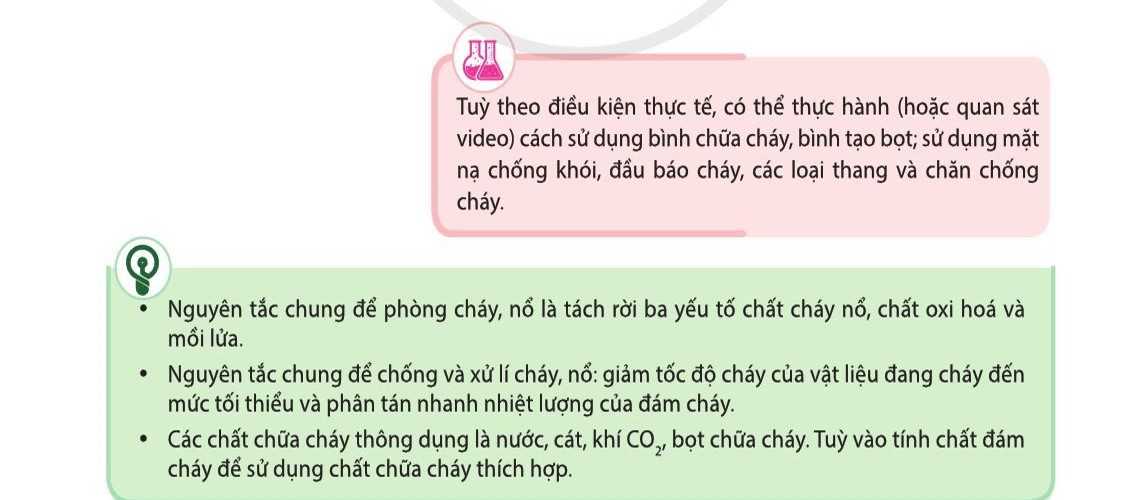 Tuỳ theo điều kiện thực tế, có thể thực hành (hoặc quan sát
video) cách sử dụng bình chữa cháy, bình tạo bọt; sử dụng mặt
nạ chống khói, đầu báo cháy, các loại thang và chăn chống
cháy.
• Nguyên tắc chung để phòng cháy, nổ là tách rời ba yếu tố chất cháy nổ, chất oxi hoá và
mồi lửa.
• Nguyên tắc chung để chống và xử lí cháy, nổ: giảm tốc độ cháy của vật liệu đang cháy đến
mức tối thiểu và phân tán nhanh nhiệt lượng của đám cháy.
• Các chất chữa cháy thông dụng là nước, cát, khí CO₂, bọt chữa cháy. Tuỳ vào tính chất đám
cháy để sử dụng chất chữa cháy thích hợp.